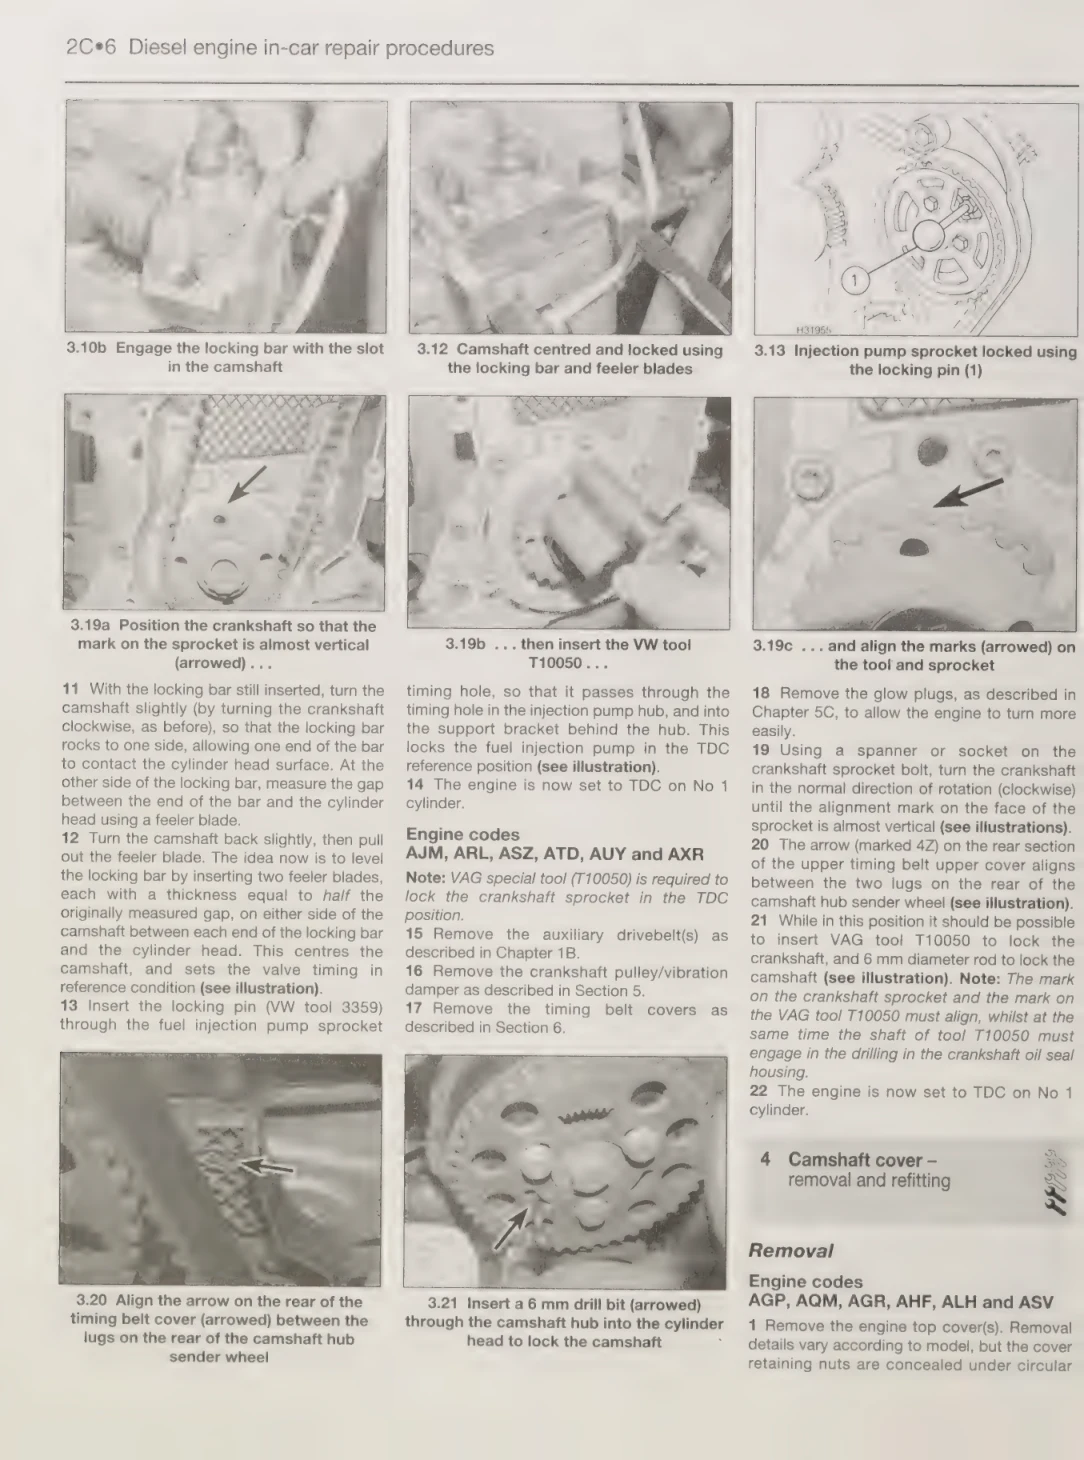 2C•6 Diesel engine in-car repair procedures
1
H31955
3.10b Engage the locking bar with the slot
in the camshaft
3.12 Camshaft centred and locked using
the locking bar and feeler blades
3.13 Injection pump sprocket locked using
the locking pin (1)
3.19a Position the crankshaft so that the
mark on the sprocket is almost vertical
(arrowed) . . .
3.19b . . . then insert the VW tool
T10050 . . .
3.19c . . . and align the marks (arrowed) on
the tool and sprocket
11 With the locking bar still inserted, turn the
camshaft slightly (by turning the crankshaft
clockwise, as before), so that the locking bar
rocks to one side, allowing one end of the bar
to contact the cylinder head surface. At the
other side of the locking bar, measure the gap
between the end of the bar and the cylinder
head using a feeler blade.
12 Turn the camshaft back slightly, then pull
out the feeler blade. The idea now is to level
the locking bar by inserting two feeler blades,
each with a thickness equal to half the
originally measured gap, on either side of the
camshaft between each end of the locking bar
and the cylinder head. This centres the
camshaft, and sets the valve timing in
reference condition (see illustration).
13 Insert the locking pin (VW tool 3359)
through the fuel injection pump sprocket
timing hole, so that it passes through the
timing hole in the injection pump hub, and into
the support bracket behind the hub. This
locks the fuel injection pump in the TDC
reference position (see illustration).
14 The engine is now set to TDC on No 1
cylinder.
Engine codes
AJM, ARL, ASZ, ATD, AUY and AXR
Note: VAG special tool (T10050) is required to
lock the crankshaft sprocket in the TDC
position.
15 Remove the auxiliary drivebelt(s) as
described in Chapter 1B.
16 Remove the crankshaft pulley/vibration
damper as described in Section 5.
17 Remove the timing belt covers as
described in Section 6.
18 Remove the glow plugs, as described in
Chapter 5C, to allow the engine to turn more
easily.
19 Using a spanner or socket on the
crankshaft sprocket bolt, turn the crankshaft
in the normal direction of rotation (clockwise)
until the alignment mark on the face of the
sprocket is almost vertical (see illustrations).
20 The arrow (marked 4Z) on the rear section
of the upper timing belt upper cover aligns
between the two lugs on the rear of the
camshaft hub sender wheel (see illustration).
21 While in this position it should be possible
to insert VAG tool T10050 to lock the
crankshaft, and 6 mm diameter rod to lock the
camshaft (see illustration). Note: The mark
on the crankshaft sprocket and the mark on
the VAG tool T10050 must align, whilst at the
same time the shaft of tool T10050 must
engage in the drilling in the crankshaft oil seal
housing.
22 The engine is now set to TDC on No 1
cylinder.
3.20 Align the arrow on the rear of the
timing belt cover (arrowed) between the
lugs on the rear of the camshaft hub
sender wheel
3.21 Insert a 6 mm drill bit (arrowed)
through the camshaft hub into the cylinder
head to lock the camshaft
4 Camshaft cover –
removal and refitting
Removal
Engine codes
AGP, AQM, AGR, AHF, ALH and ASV
1 Remove the engine top cover(s). Removal
details vary according to model, but the cover
retaining nuts are concealed under circular